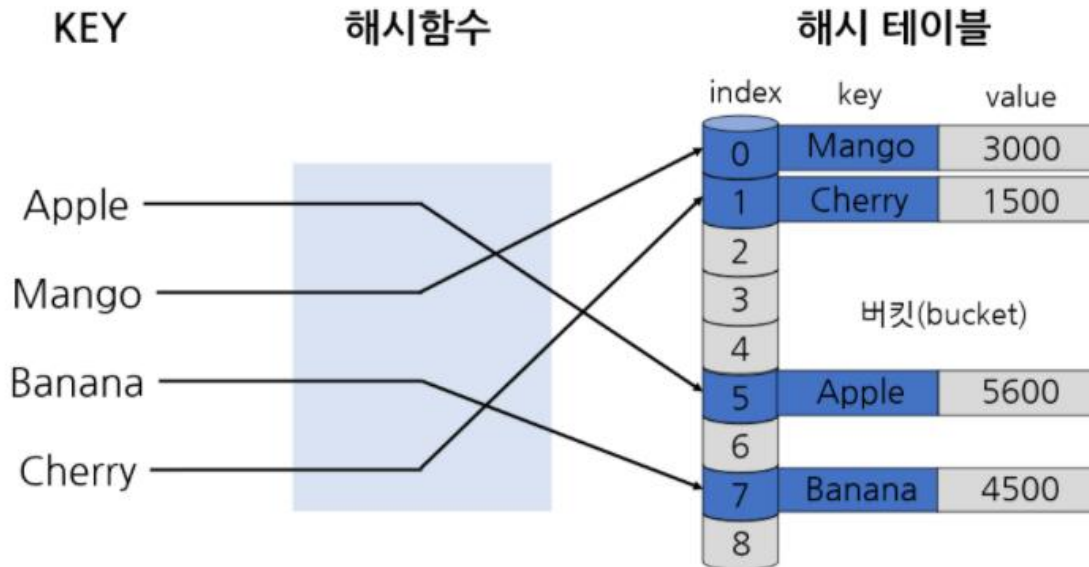 KEY 해시함수 해시 테이블
index key value
0 Mango 3000
Apple
1 Cherry 1500
2
Mango
3
버킷(bucket)
4
Banana
5 Apple 5600
6
Cherry
7 Banana 4500
8